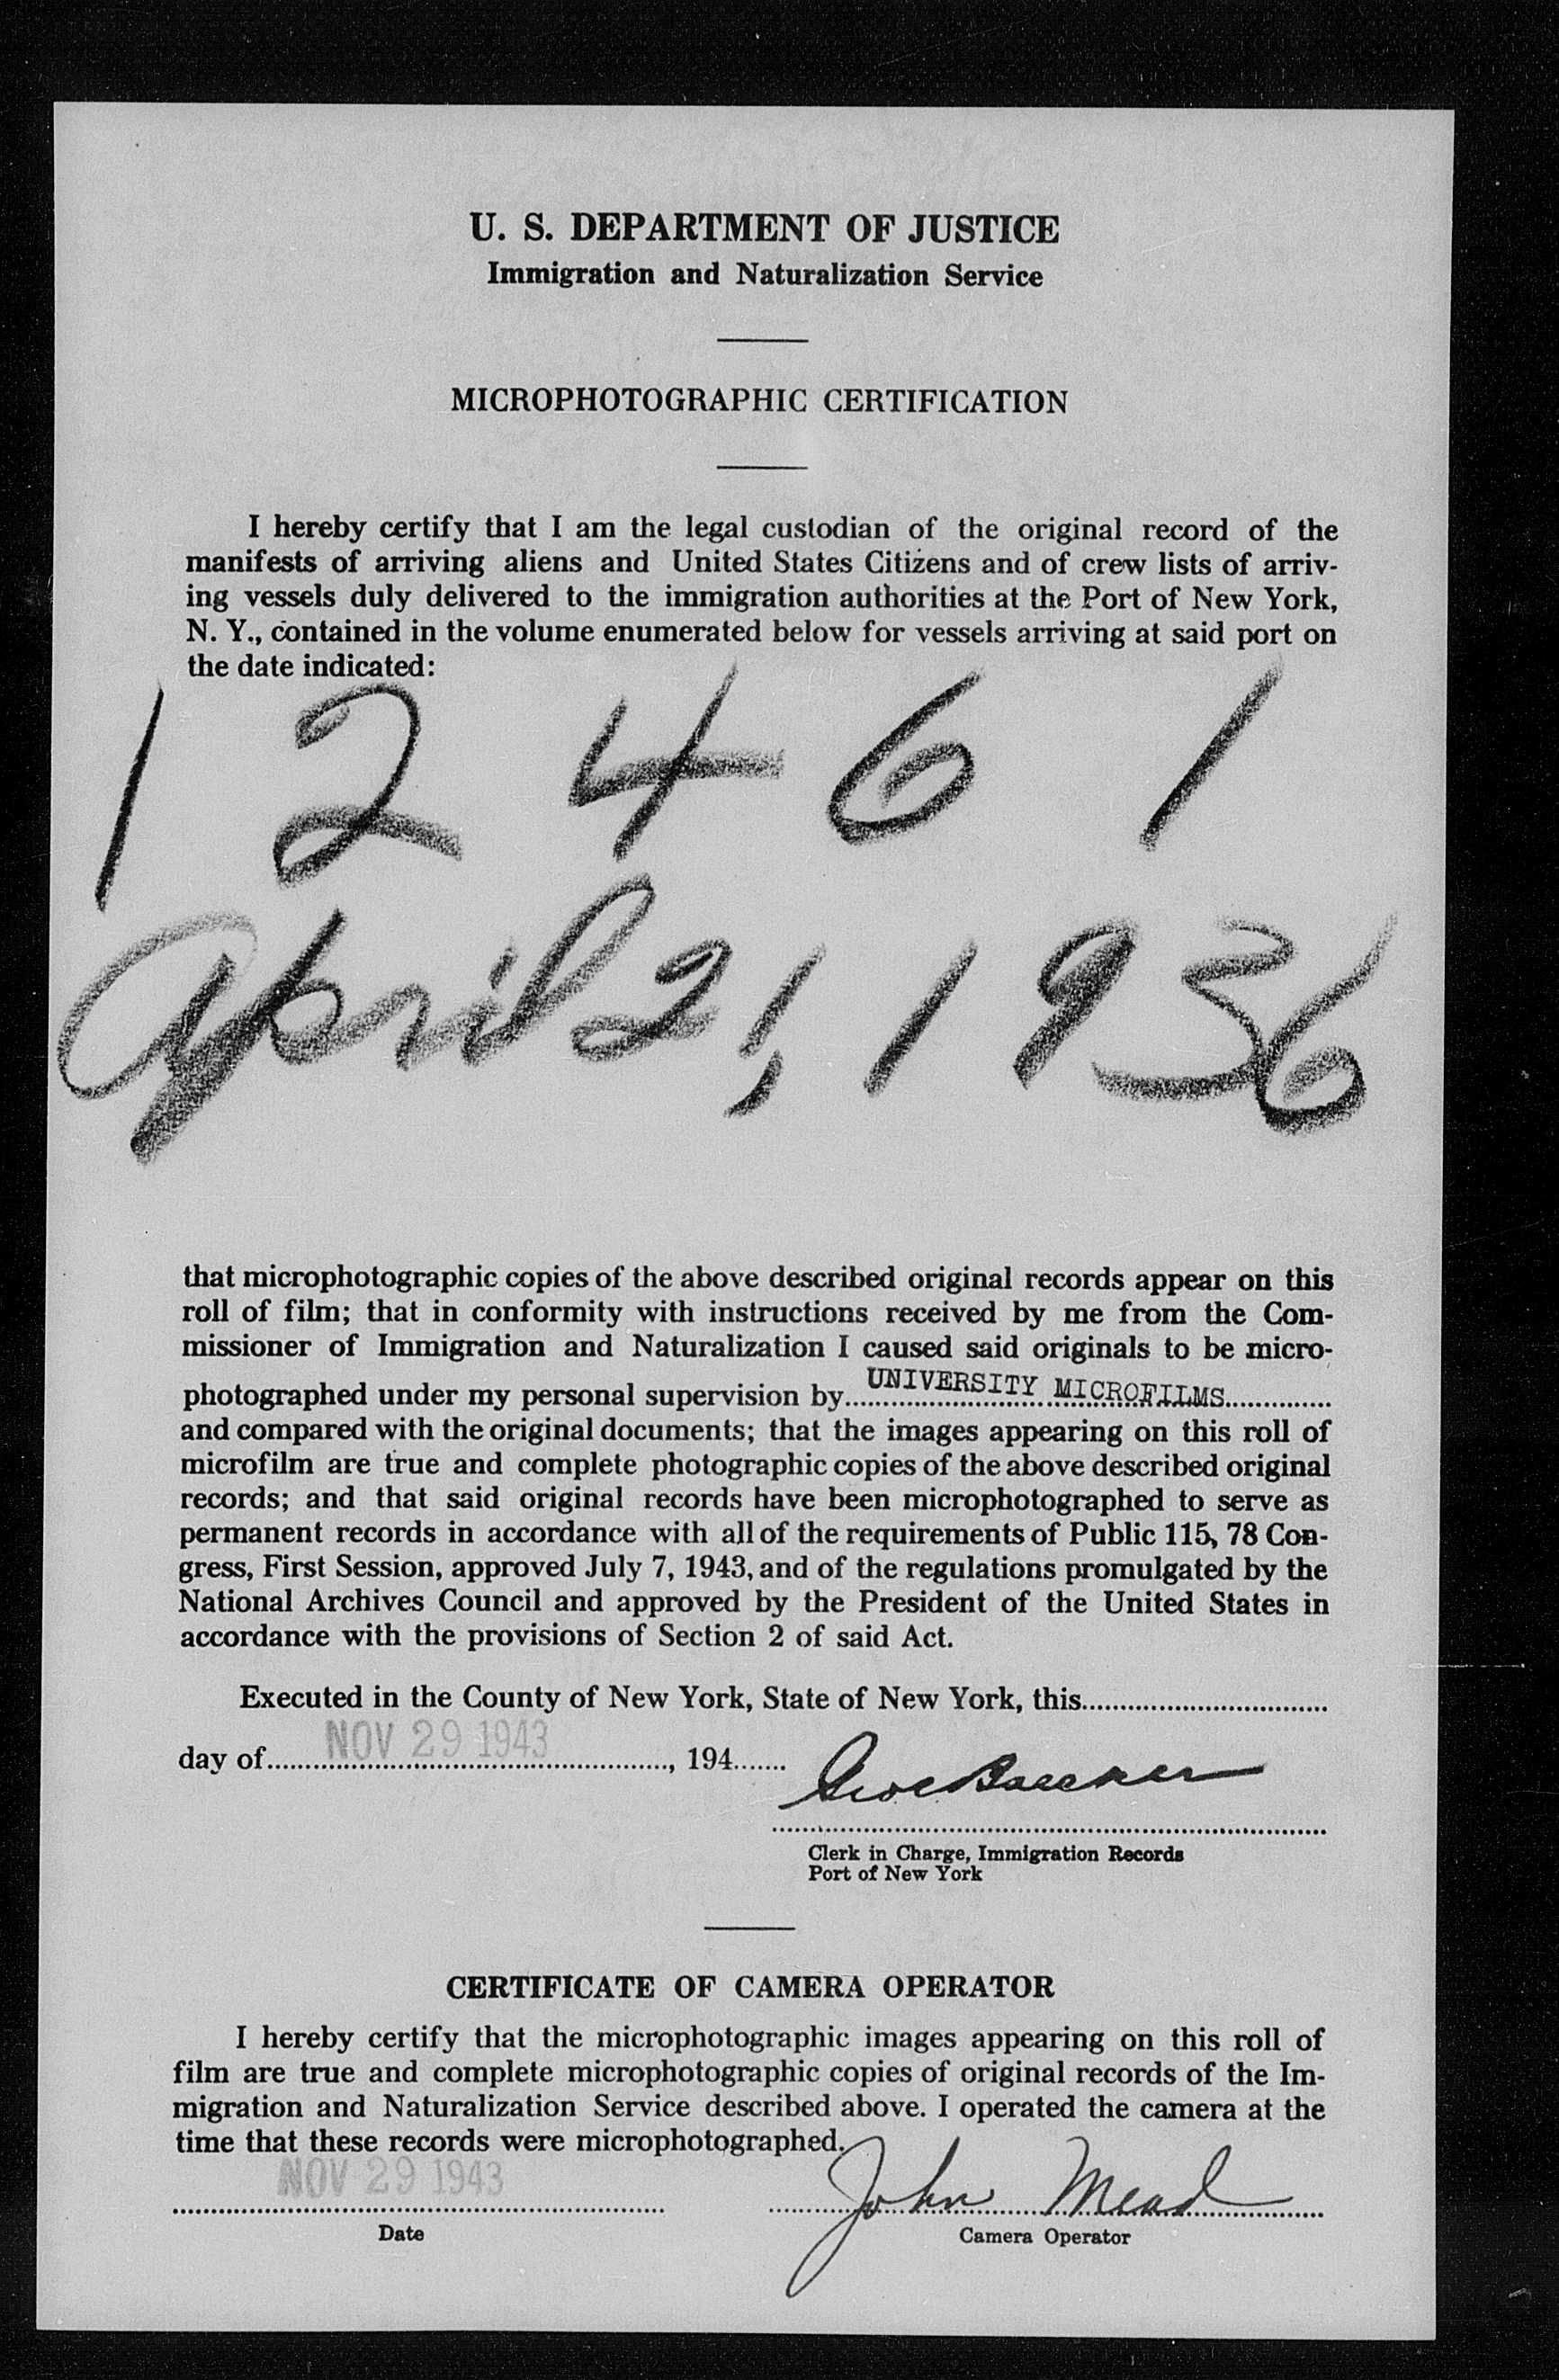 U. S. DEPARTMENT OF JUSTICE
Immigration and Naturalization Service
MICROPHOTOGRAPHIC CERTIFICATION
I hereby certify that I am the legal custodian of the original record of the
manifests of arriving aliens and United States Citizens and of crew lists of arriv-
ing vessels duly delivered to the immigration authorities at the Port of New York,
N. Y., contained in the volume enumerated below for vessels arriving at said port on
the date indicated:
1 2 4 6 1
April 21, 1936
that microphotographic copies of the above described original records appear on this
roll of film; that in conformity with instructions received by me from the Com-
missioner of Immigration and Naturalization I caused said originals to be micro-
photographed under my personal supervision by UNIVERSITY MICROFILMS
and compared with the original documents; that the images appearing on this roll of
microfilm are true and complete photographic copies of the above described original
records; and that said original records have been microphotographed to serve as
permanent records in accordance with all of the requirements of Public 115, 78 Con-
gress, First Session, approved July 7, 1943, and of the regulations promulgated by the
National Archives Council and approved by the President of the United States in
accordance with the provisions of Section 2 of said Act.
Executed in the County of New York, State of New York, this
day of NOV 29 1943, 194
Clerk in Charge, Immigration Records
Port of New York
CERTIFICATE OF CAMERA OPERATOR
I hereby certify that the microphotographic images appearing on this roll of
film are true and complete microphotographic copies of original records of the Im-
migration and Naturalization Service described above. I operated the camera at the
time that these records were microphotographed.
NOV 29 1943 John Mead
Date Camera Operator